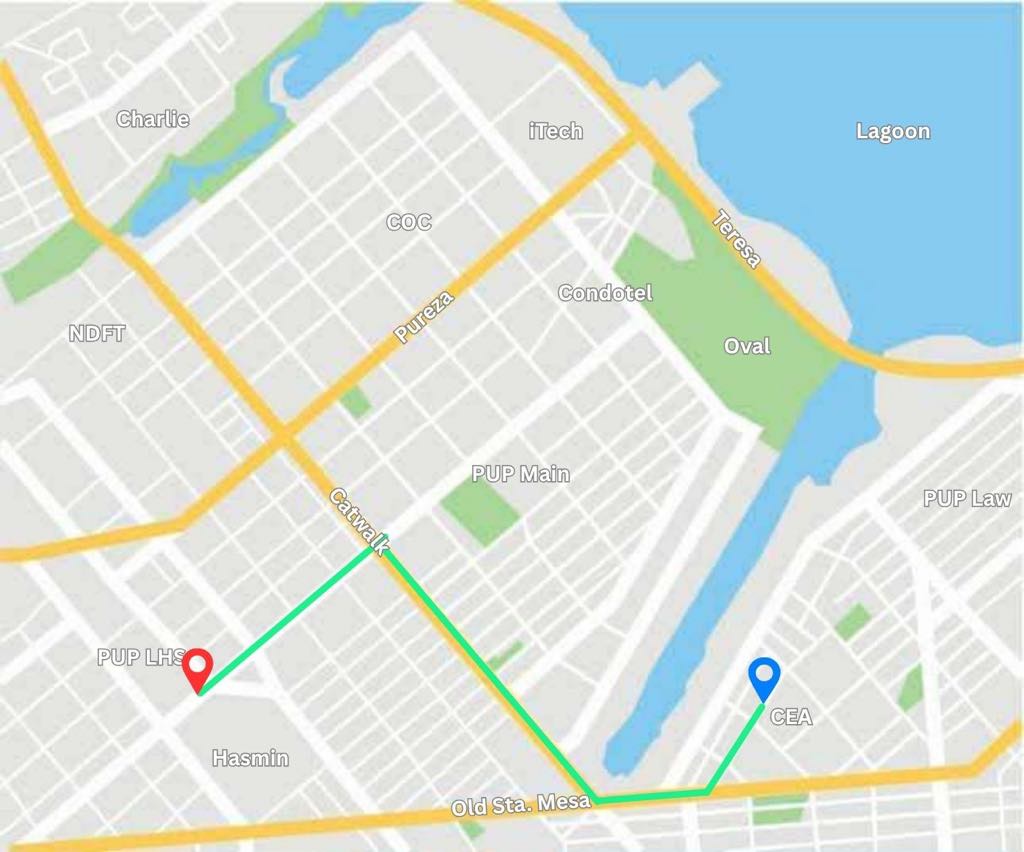 Charlie
iTech
Lagoon
COC
Teresa
Condotel
Pureza
NDFT
Oval
PUP Main
PUP Law
Catwalk
PUP LHS
CEA
Hasmin
Old Sta. Mesa